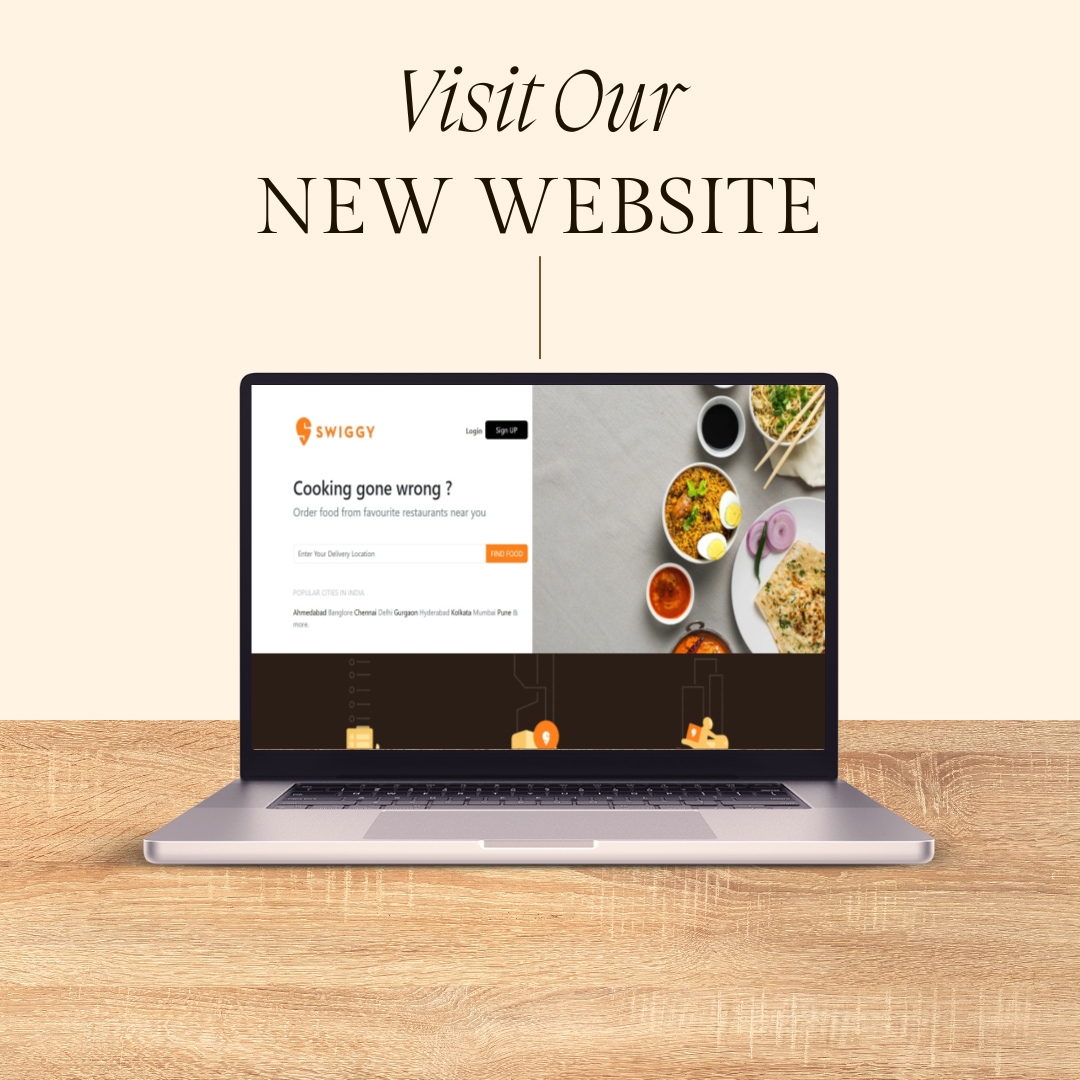 Visit Our
NEW WEBSITE
SWIGGY
Login
Sign UP
Cooking gone wrong ?
Order food from favourite restaurants near you
Enter Your Delivery Location
FIND FOOD
POPULAR CITIES IN INDIA
Ahmedabad Banglore Chennai Delhi Gurgaon Hyderabad Kolkata Mumbai Pune &
more.